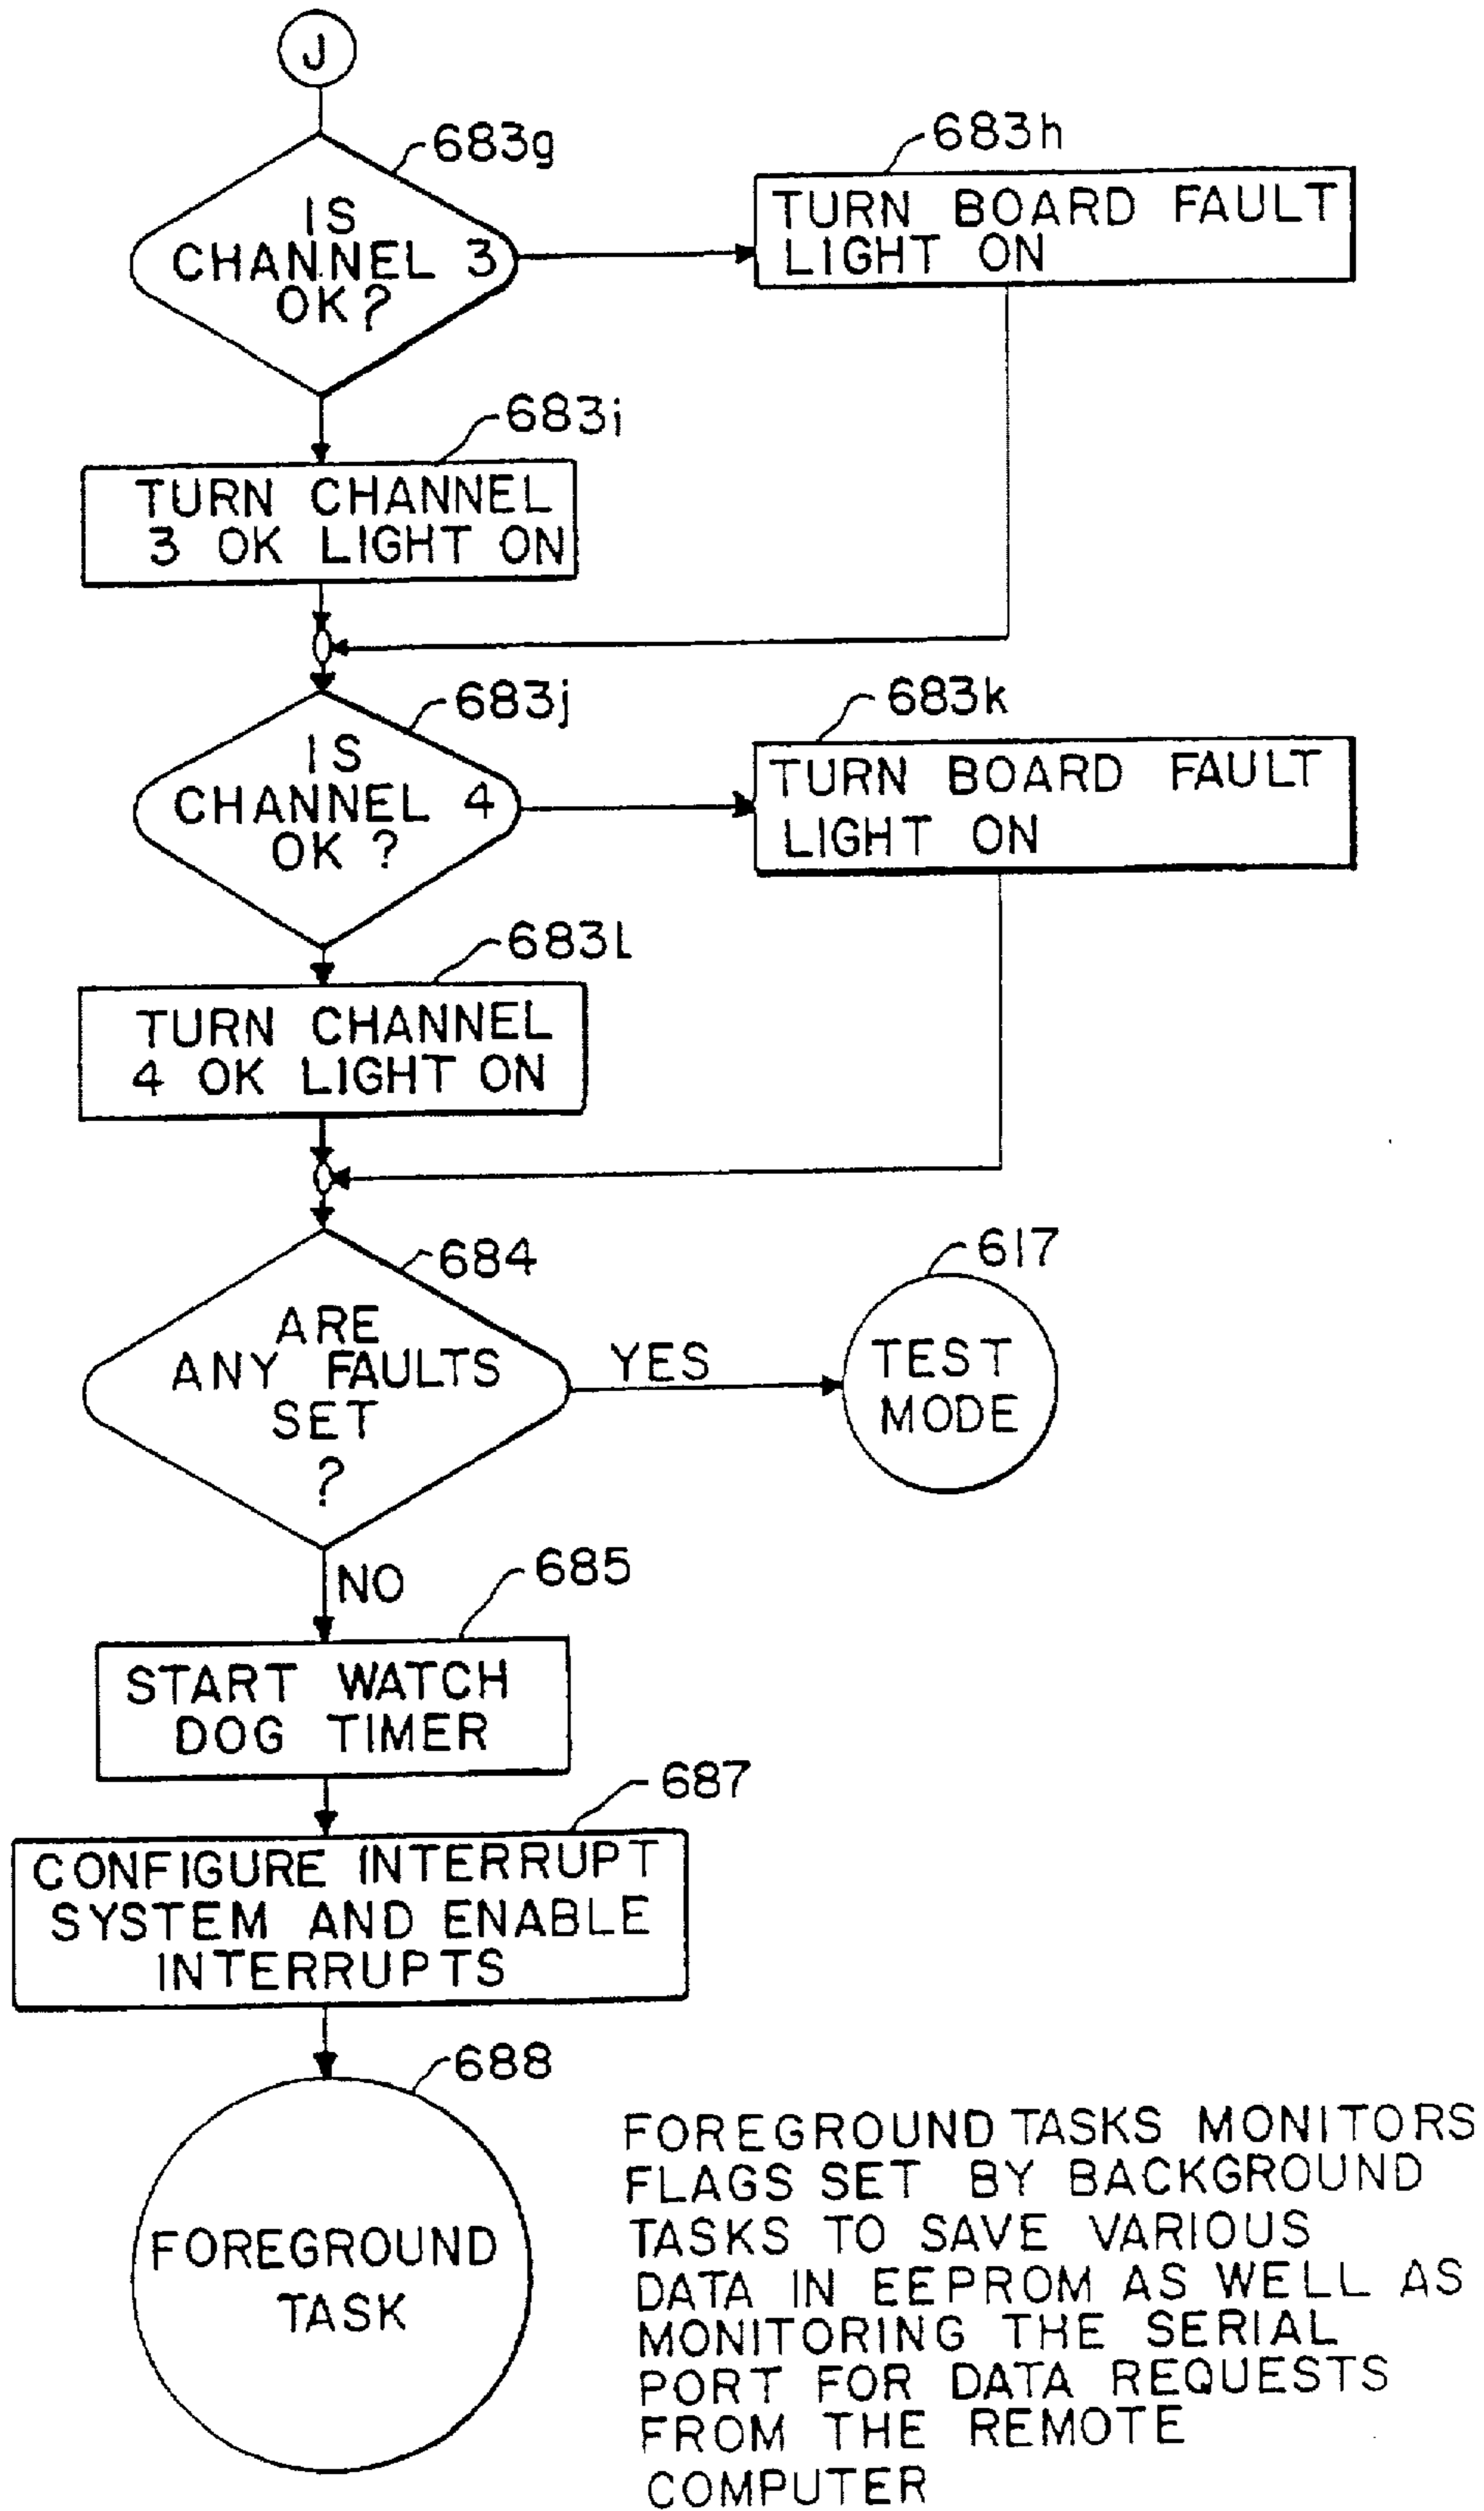 J
683g
IS
CHANNEL 3
OK?
683h
TURN BOARD FAULT
LIGHT ON
683i
TURN CHANNEL
3 OK LIGHT ON
683j
IS
CHANNEL 4
OK ?
683k
TURN BOARD FAULT
LIGHT ON
683l
TURN CHANNEL
4 OK LIGHT ON
684
ARE
ANY FAULTS
SET
?
YES
617
TEST
MODE
NO
685
START WATCH
DOG TIMER
687
CONFIGURE INTERRUPT
SYSTEM AND ENABLE
INTERRUPTS
688
FOREGROUND
TASK
FOREGROUND TASKS MONITORS
FLAGS SET BY BACKGROUND
TASKS TO SAVE VARIOUS
DATA IN EEPROM AS WELL AS
MONITORING THE SERIAL
PORT FOR DATA REQUESTS
FROM THE REMOTE
COMPUTER